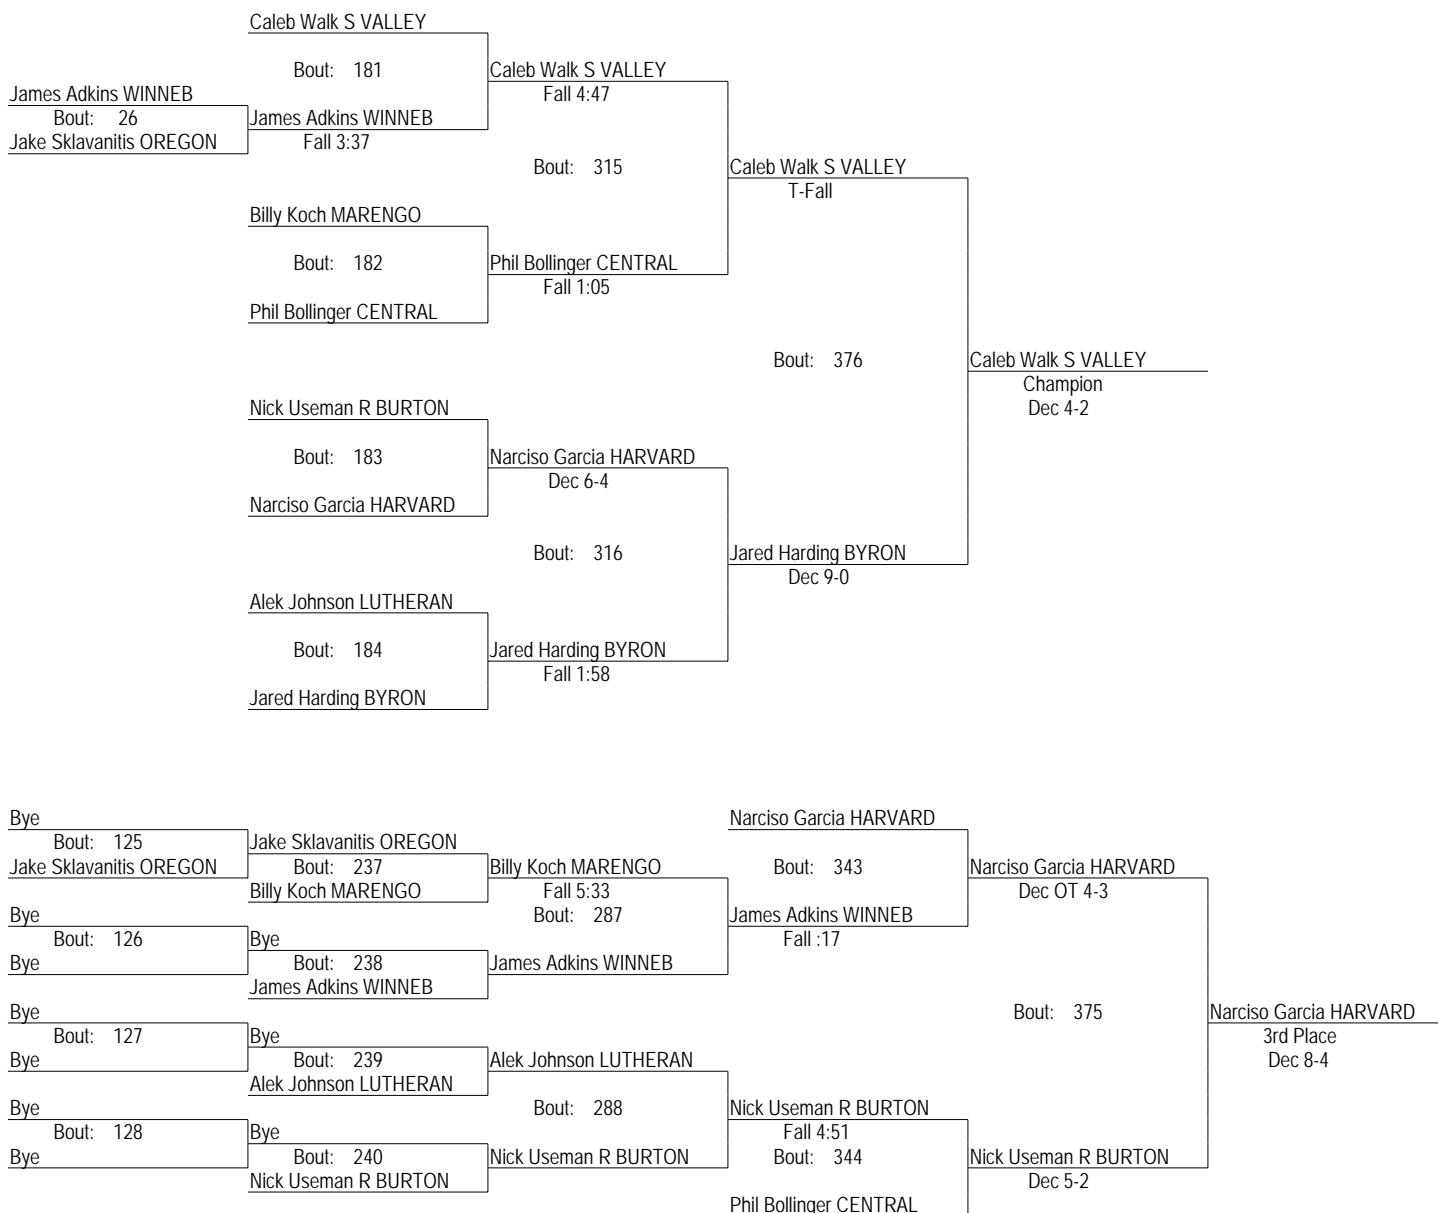 Caleb Walk S VALLEY
Bout: 181
Caleb Walk S VALLEY
James Adkins WINNEB
Fall 4:47
Bout: 26
James Adkins WINNEB
Jake Sklavanitis OREGON
Fall 3:37
Bout: 315
Caleb Walk S VALLEY
T-Fall
Billy Koch MARENGO
Bout: 182
Phil Bollinger CENTRAL
Fall 1:05
Phil Bollinger CENTRAL
Bout: 376
Caleb Walk S VALLEY
Champion
Dec 4-2
Nick Useman R BURTON
Bout: 183
Narciso Garcia HARVARD
Dec 6-4
Narciso Garcia HARVARD
Bout: 316
Jared Harding BYRON
Dec 9-0
Alek Johnson LUTHERAN
Bout: 184
Jared Harding BYRON
Fall 1:58
Jared Harding BYRON
Bye
Narciso Garcia HARVARD
Bout: 125
Jake Sklavanitis OREGON
Jake Sklavanitis OREGON
Bout: 237
Billy Koch MARENGO
Bout: 343
Narciso Garcia HARVARD
Billy Koch MARENGO
Fall 5:33
Dec OT 4-3
Bye
Bout: 287
James Adkins WINNEB
Bout: 126
Bye
Fall :17
Bye
Bout: 238
James Adkins WINNEB
James Adkins WINNEB
Bye
Bout: 375
Narciso Garcia HARVARD
Bout: 127
Bye
3rd Place
Bye
Bout: 239
Alek Johnson LUTHERAN
Dec 8-4
Alek Johnson LUTHERAN
Bye
Bout: 288
Nick Useman R BURTON
Bout: 128
Bye
Fall 4:51
Bye
Bout: 240
Nick Useman R BURTON
Bout: 344
Nick Useman R BURTON
Nick Useman R BURTON
Dec 5-2
Phil Bollinger CENTRAL